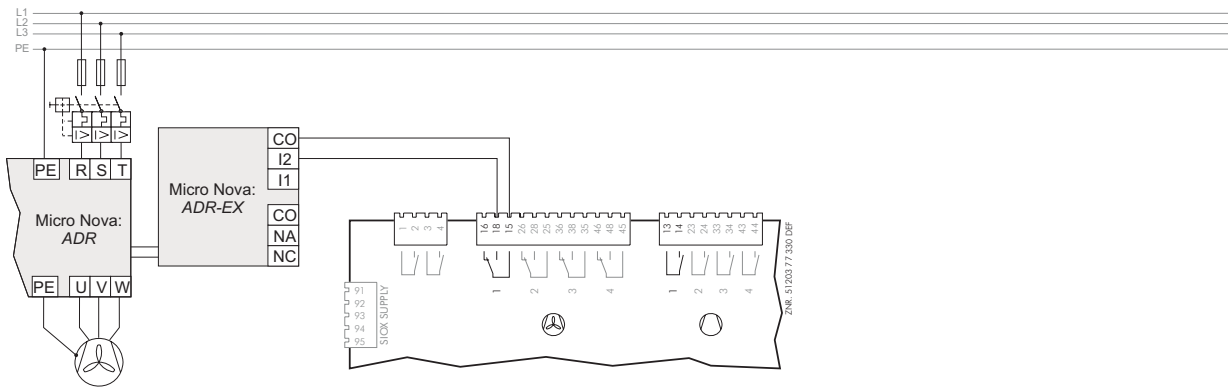 L1
L2
L3
PE
I> I> I>
PE R S T
Micro Nova:
ADR
PE U V W
Micro Nova:
ADR-EX
CO
I2
I1
CO
NA
NC
1 2 3 4
16 18 15 26 28 25 36 38 35 46 48 45
13 14 23 24 33 34 43 44
1 2 3 4
1 2 3 4
91
92
93
94
95
SIOX SUPPLY
ZNR. 51203 77 330 DEF